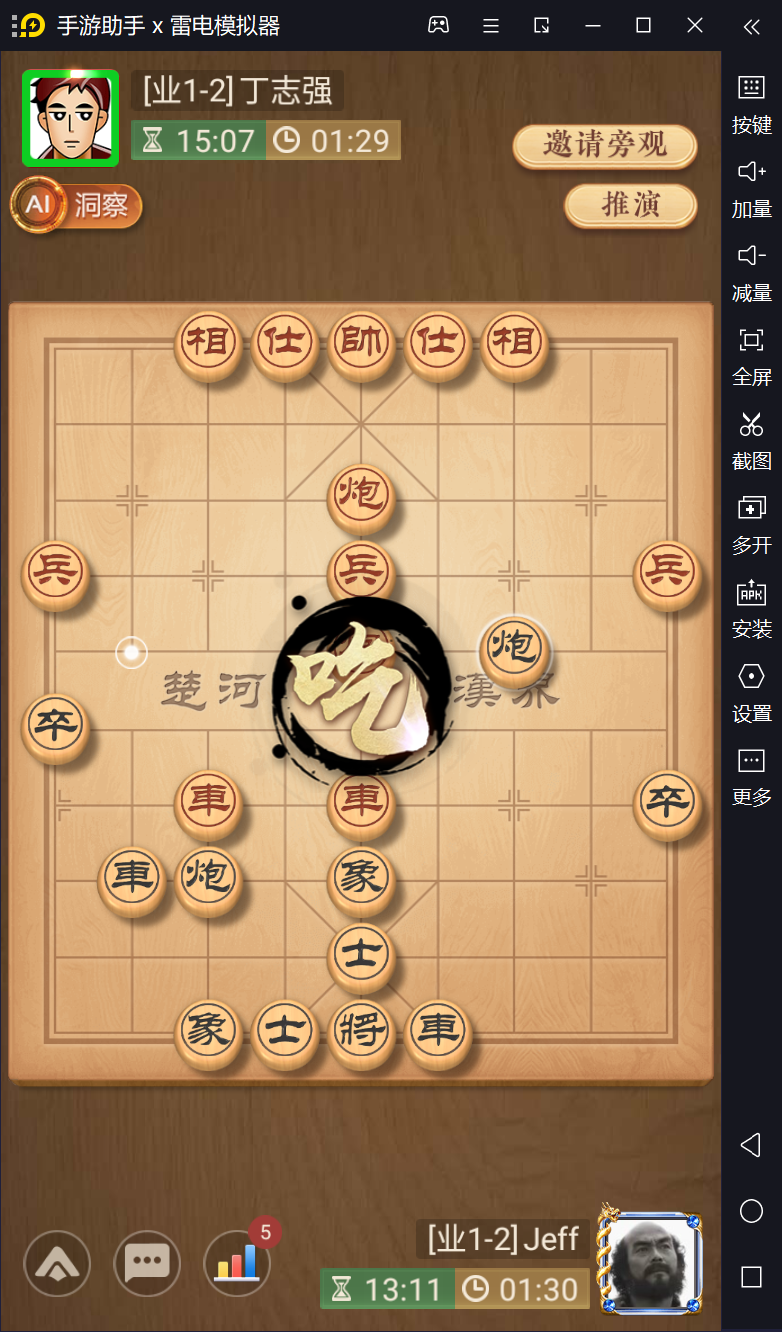 手游助手 x 雷电模拟器
[业1-2]丁志强
15:07 01:29
邀请旁观
AI 洞察
推演
按键
加量
减量
全屏
截图
多开
APK
安装
设置
更多
相 仕 帥 仕 相
炮
兵 兵 兵
炮
楚河 漢界
吃
卒
車 車 卒
車 炮 象
士
象 士 將 車
5
[业1-2]Jeff
13:11 01:30